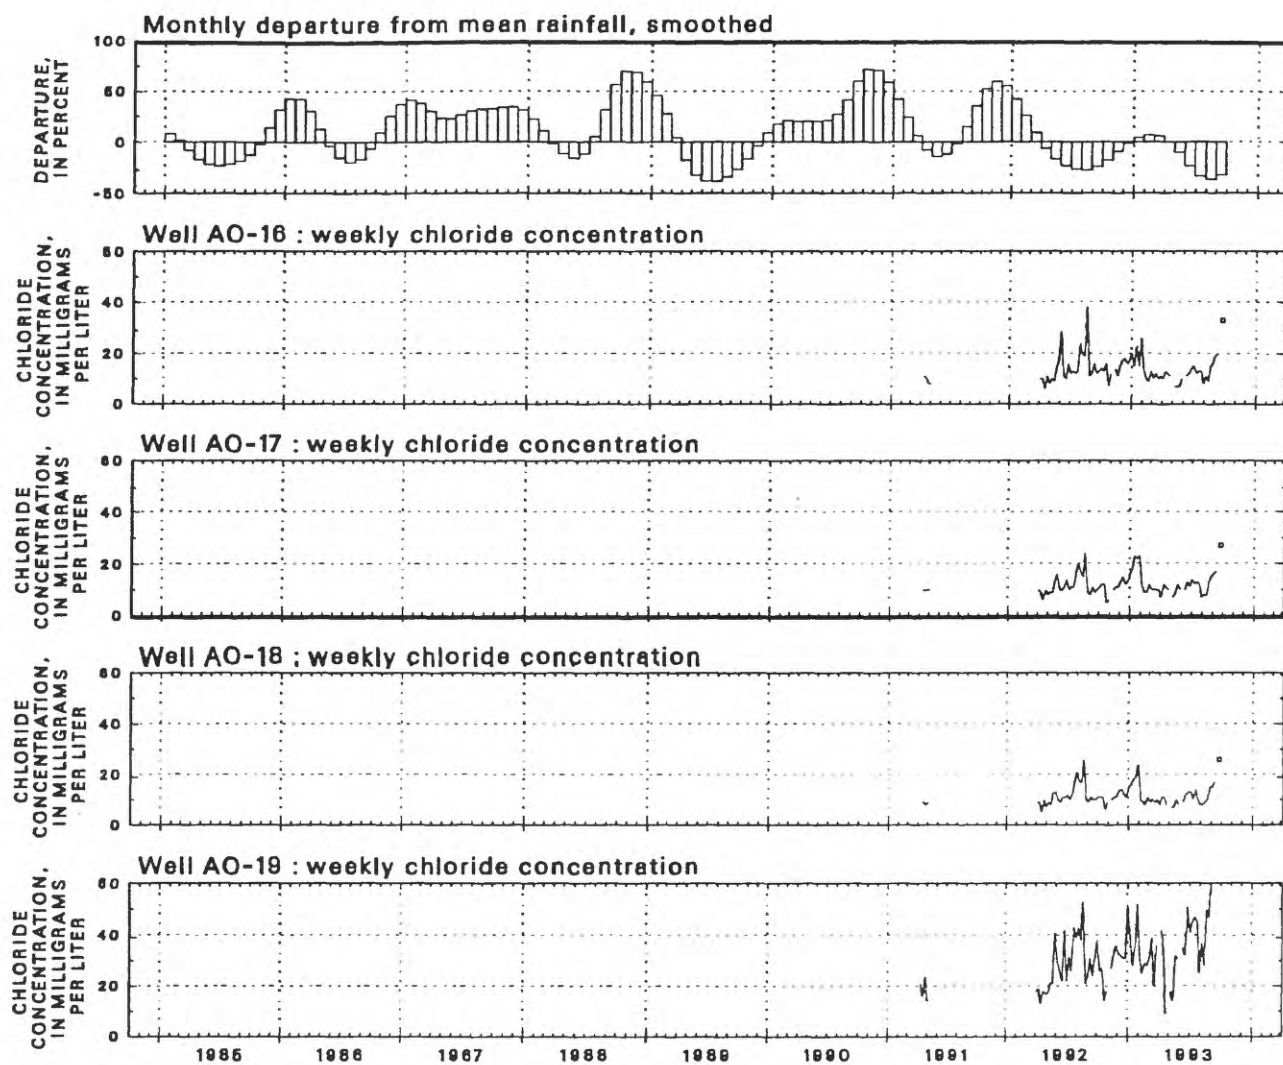 Monthly departure from mean rainfall, smoothed
DEPARTURE,
IN PERCENT
100
50
0
-50
Well AO-16 : weekly chloride concentration
CHLORIDE
CONCENTRATION,
IN MILLIGRAMS
PER LITER
60
40
20
0
Well AO-17 : weekly chloride concentration
CHLORIDE
CONCENTRATION,
IN MILLIGRAMS
PER LITER
60
40
20
0
Well AO-18 : weekly chloride concentration
CHLORIDE
CONCENTRATION,
IN MILLIGRAMS
PER LITER
60
40
20
0
Well AO-19 : weekly chloride concentration
CHLORIDE
CONCENTRATION,
IN MILLIGRAMS
PER LITER
60
40
20
0
1985 1986 1987 1988 1989 1990 1991 1992 1993